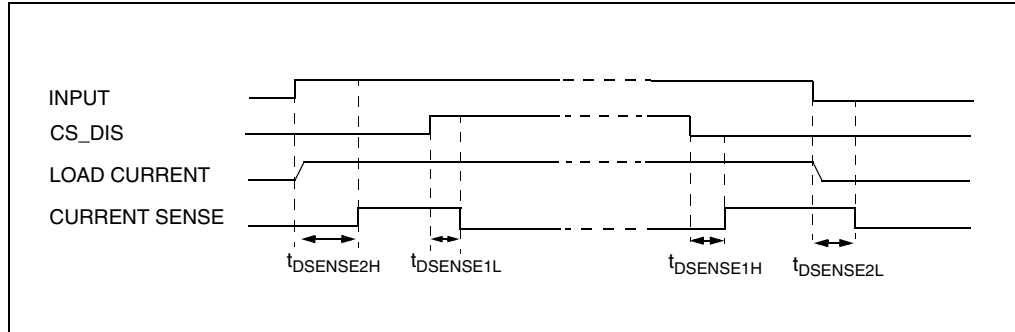 INPUT
CS_DIS
LOAD CURRENT
CURRENT SENSE
tDSENSE2H tDSENSE1L tDSENSE1H tDSENSE2L